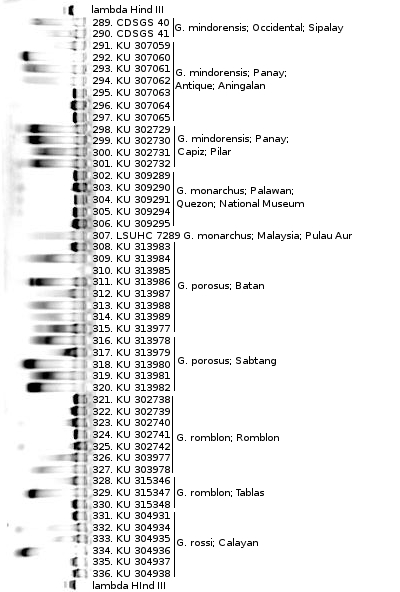 lambda Hind III
289. CDSGS 40
290. CDSGS 41
G. mindorensis; Occidental; Sipalay
291. KU 307059
292. KU 307060
293. KU 307061
294. KU 307062
295. KU 307063
296. KU 307064
297. KU 307065
G. mindorensis; Panay;
Antique; Aningalan
298. KU 302729
299. KU 302730
300. KU 302731
301. KU 302732
G. mindorensis; Panay;
Capiz; Pilar
302. KU 309289
303. KU 309290
304. KU 309291
305. KU 309294
306. KU 309295
G. monarchus; Palawan;
Quezon; National Museum
307. LSUHC 7289 G. monarchus; Malaysia; Pulau Aur
308. KU 313983
309. KU 313984
310. KU 313985
311. KU 313986
312. KU 313987
313. KU 313988
314. KU 313989
315. KU 313977
G. porosus; Batan
316. KU 313978
317. KU 313979
318. KU 313980
319. KU 313981
320. KU 313982
G. porosus; Sabtang
321. KU 302738
322. KU 302739
323. KU 302740
324. KU 302741
325. KU 302742
326. KU 303977
327. KU 303978
G. romblon; Romblon
328. KU 315346
329. KU 315347
330. KU 315348
G. romblon; Tablas
331. KU 304931
332. KU 304934
333. KU 304935
334. KU 304936
335. KU 304937
336. KU 304938
G. rossi; Calayan
lambda HInd III